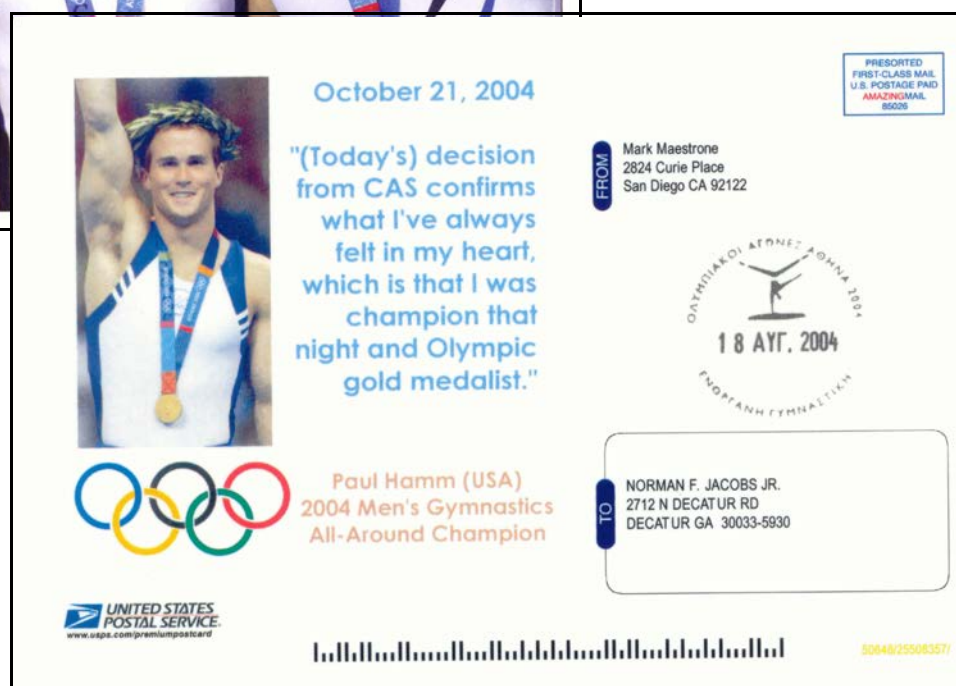 October 21, 2004
"(Today's) decision
from CAS confirms
what I've always
felt in my heart,
which is that I was
champion that
night and Olympic
gold medalist."
Paul Hamm (USA)
2004 Men's Gymnastics
All-Around Champion
UNITED STATES
POSTAL SERVICE.
www.usps.com/premiumpostcard
PRESORTED
FIRST-CLASS MAIL
U.S. POSTAGE PAID
AMAZINGMAIL
85026
FROM
Mark Maestrone
2824 Curie Place
San Diego CA 92122
ΟΛΥΜΠΙΑΚΟΙ ΑΓΩΝΕΣ ΑΘΗΝΑ 2004
18 ΑΥΓ. 2004
ΕΝΟΡΓΑΝΗ ΓΥΜΝΑΣΤΙΚΗ
TO
NORMAN F. JACOBS JR.
2712 N DECATUR RD
DECATUR GA 30033-5930
50648/25508357/